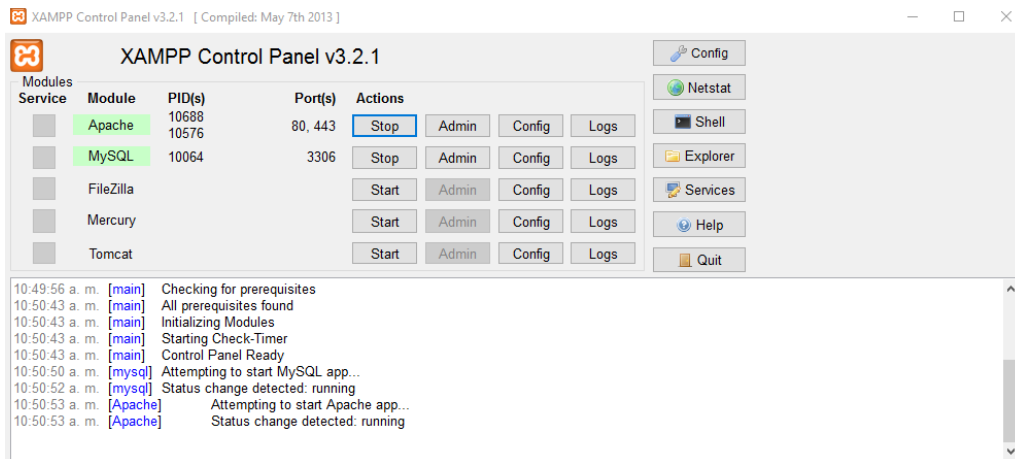 XAMPP Control Panel v3.2.1 [ Compiled: May 7th 2013 ]
XAMPP Control Panel v3.2.1
Config
Modules
Netstat
Service Module PID(s) Port(s) Actions
Apache 10688 10576 80, 443 Stop Admin Config Logs
Shell
MySQL 10064 3306 Stop Admin Config Logs
Explorer
FileZilla Start Admin Config Logs
Services
Mercury Start Admin Config Logs
Help
Tomcat Start Admin Config Logs
Quit
10:49:56 a. m. [main] Checking for prerequisites
10:50:43 a. m. [main] All prerequisites found
10:50:43 a. m. [main] Initializing Modules
10:50:43 a. m. [main] Starting Check-Timer
10:50:43 a. m. [main] Control Panel Ready
10:50:50 a. m. [mysql] Attempting to start MySQL app...
10:50:52 a. m. [mysql] Status change detected: running
10:50:53 a. m. [Apache] Attempting to start Apache app...
10:50:53 a. m. [Apache] Status change detected: running